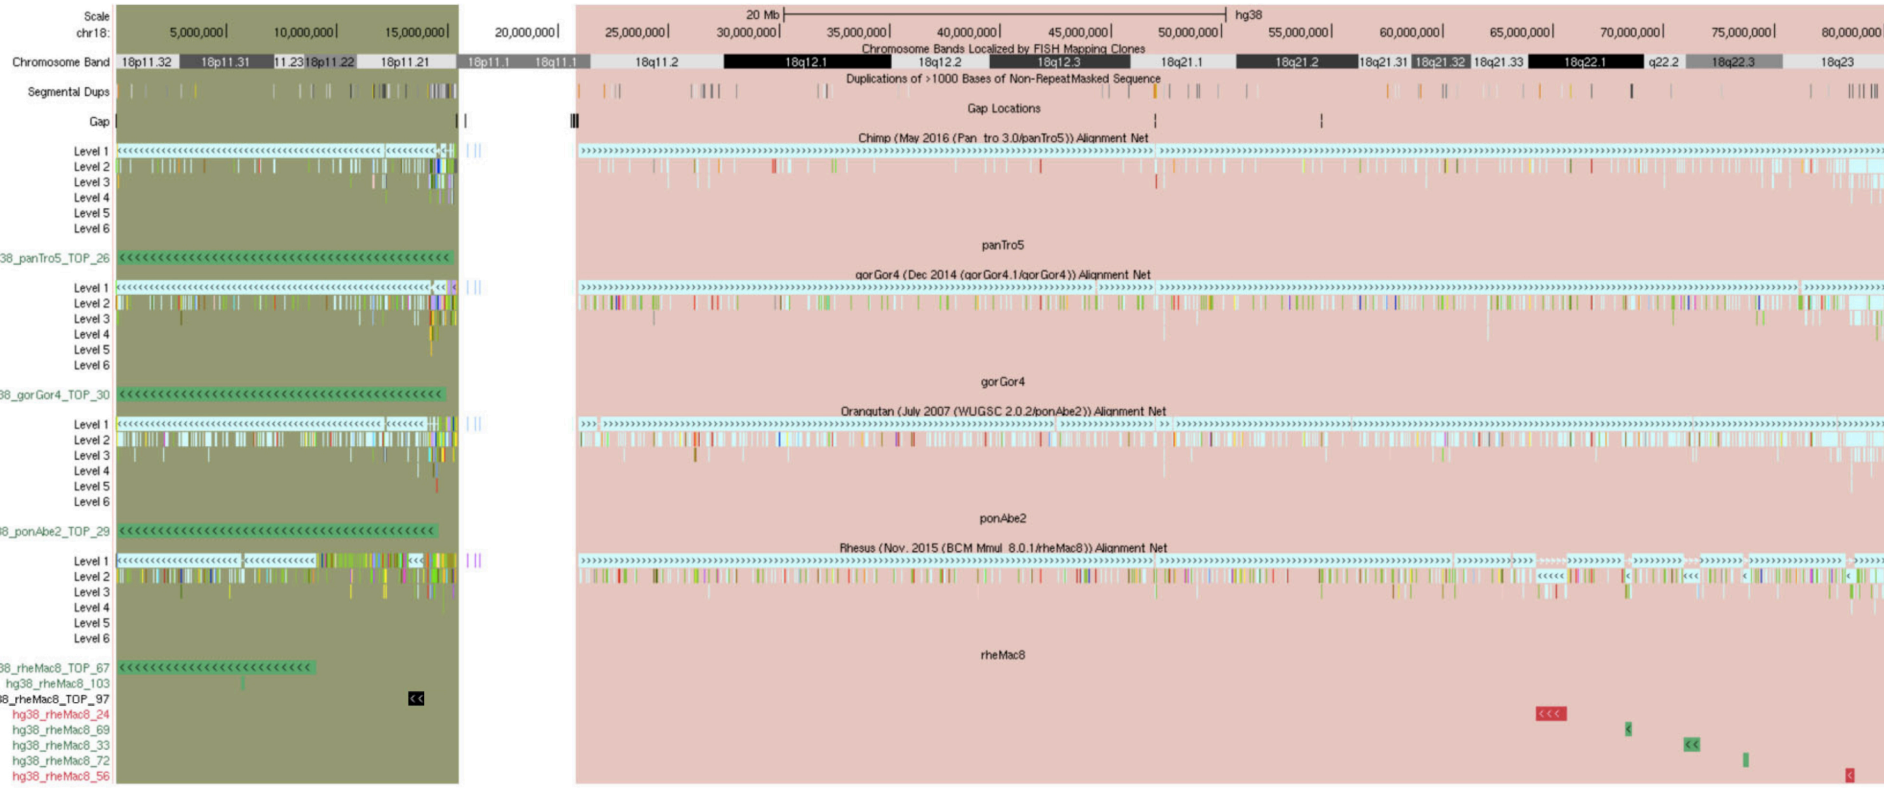 Scale 20 Mb hg38
chr18: 5,000,000 10,000,000 15,000,000 20,000,000 25,000,000 30,000,000 35,000,000 40,000,000 45,000,000 50,000,000 55,000,000 60,000,000 65,000,000 70,000,000 75,000,000 80,000,000
Chromosome Bands Localized by FISH Mapping Clones
Chromosome Band 18p11.32 18p11.31 11.23 18p11.22 18p11.21 18p11.1 18q11.1 18q11.2 18q12.1 18q12.2 18q12.3 18q21.1 18q21.2 18q21.31 18q21.32 18q21.33 18q22.1 q22.2 18q22.3 18q23
Duplications of >1000 Bases of Non-RepeatMasked Sequence
Segmental Dups
Gap Locations
Gap
Chimp (May 2016 (Pan_tro 3.0/panTro5)) Alignment Net
Level 1
Level 2
Level 3
Level 4
Level 5
Level 6
panTro5
38_panTro5_TOP_26
gorGor4 (Dec 2014 (gorGor4.1/gorGor4)) Alignment Net
Level 1
Level 2
Level 3
Level 4
Level 5
Level 6
gorGor4
38_gorGor4_TOP_30
Orangutan (July 2007 (WUGSC 2.0.2/ponAbe2)) Alignment Net
Level 1
Level 2
Level 3
Level 4
Level 5
Level 6
ponAbe2
38_ponAbe2_TOP_29
Rhesus (Nov. 2015 (BCM Mmul_8.0.1/rheMac8)) Alignment Net
Level 1
Level 2
Level 3
Level 4
Level 5
Level 6
rheMac8
38_rheMac8_TOP_67
hg38_rheMac8_103
38_rheMac8_TOP_97
hg38_rheMac8_24
hg38_rheMac8_69
hg38_rheMac8_33
hg38_rheMac8_72
hg38_rheMac8_56